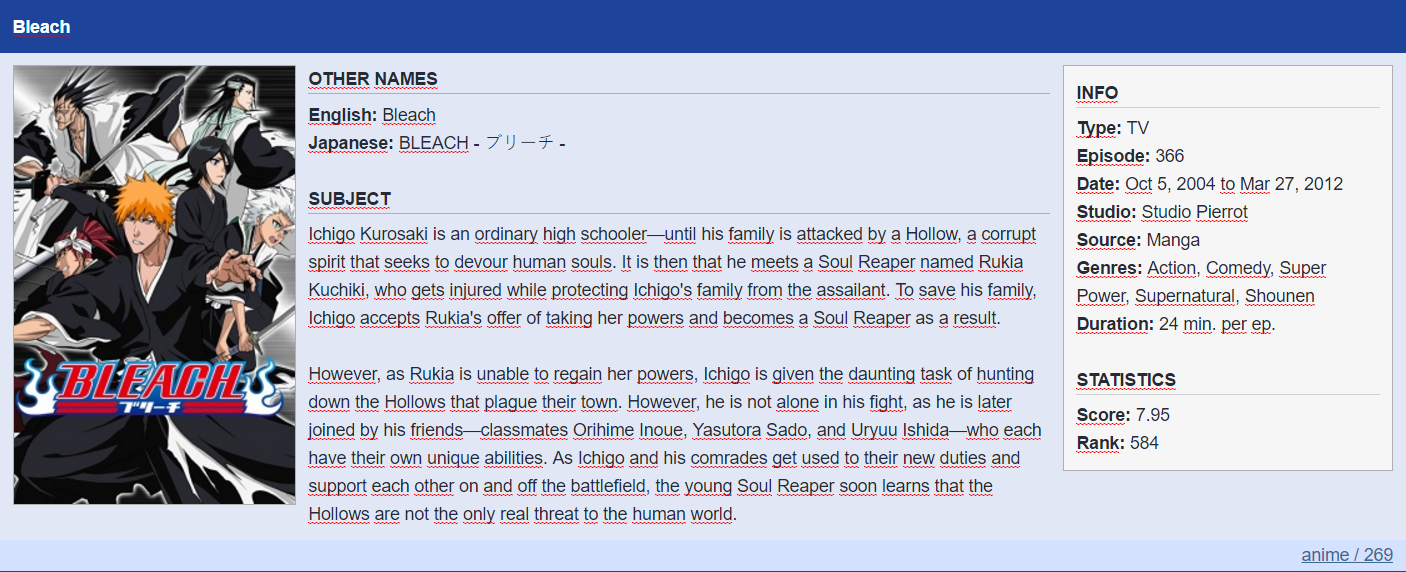 Bleach
BLEACH
ブリーチ
OTHER NAMES
English: Bleach
Japanese: BLEACH - ブリーチ -
SUBJECT
Ichigo Kurosaki is an ordinary high schooler—until his family is attacked by a Hollow, a corrupt
spirit that seeks to devour human souls. It is then that he meets a Soul Reaper named Rukia
Kuchiki, who gets injured while protecting Ichigo's family from the assailant. To save his family,
Ichigo accepts Rukia's offer of taking her powers and becomes a Soul Reaper as a result.
However, as Rukia is unable to regain her powers, Ichigo is given the daunting task of hunting
down the Hollows that plague their town. However, he is not alone in his fight, as he is later
joined by his friends—classmates Orihime Inoue, Yasutora Sado, and Uryuu Ishida—who each
have their own unique abilities. As Ichigo and his comrades get used to their new duties and
support each other on and off the battlefield, the young Soul Reaper soon learns that the
Hollows are not the only real threat to the human world.
INFO
Type: TV
Episode: 366
Date: Oct 5, 2004 to Mar 27, 2012
Studio: Studio Pierrot
Source: Manga
Genres: Action, Comedy, Super
Power, Supernatural, Shounen
Duration: 24 min. per ep.
STATISTICS
Score: 7.95
Rank: 584
anime / 269